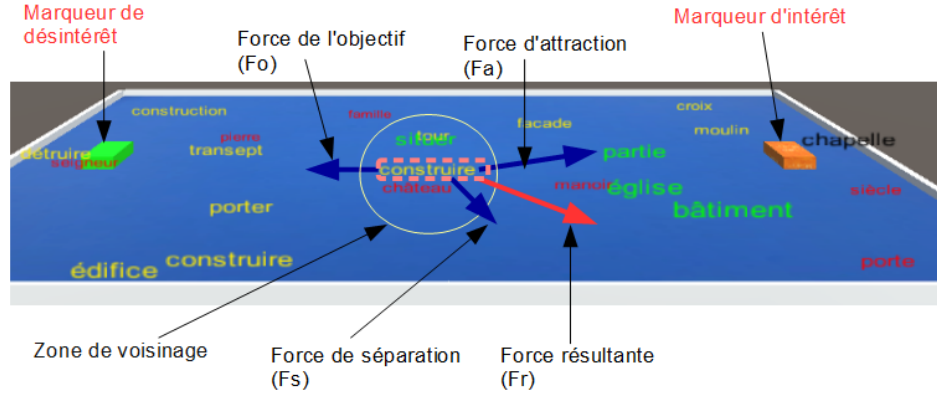 Marqueur de
désintérêt
Force de l'objectif
(Fo)
Force d'attraction
(Fa)
Marqueur d'intérêt
construction
famille
croix
pierre
tour
situer
facade
moulin
chapelle
détruire
seigneur
transept
construire
partie
château
manoir
église
siècle
porter
bâtiment
édifice
construire
porte
Zone de voisinage
Force de séparation
(Fs)
Force résultante
(Fr)